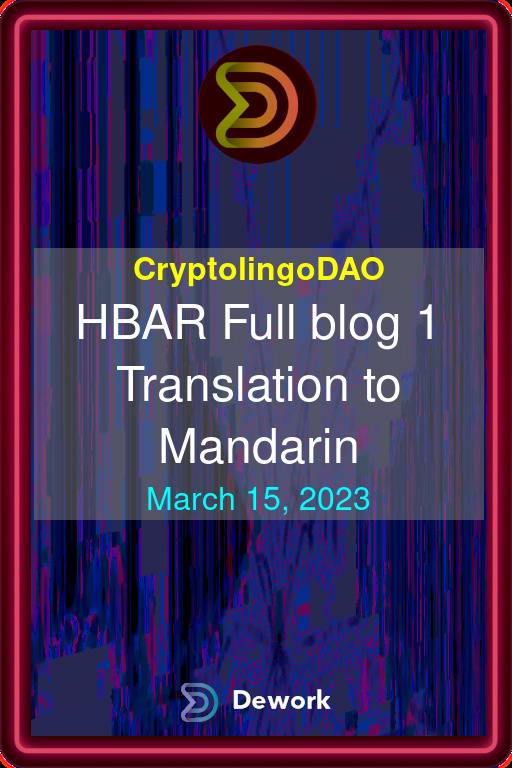 CryptolingoDAO
HBAR Full blog 1
Translation to
Mandarin
March 15, 2023
Dework